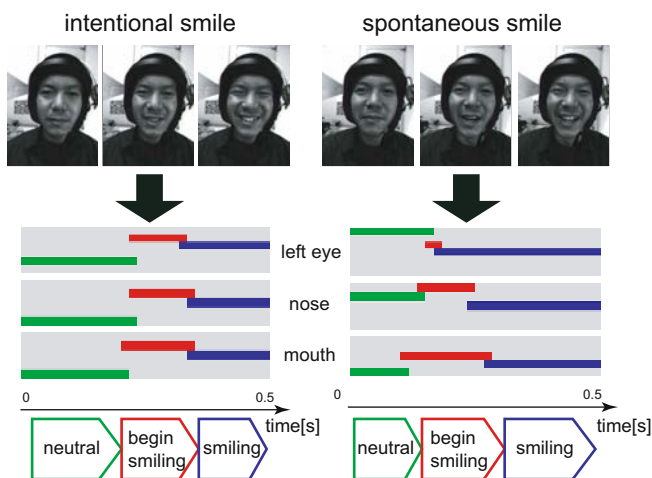 intentional smile
spontaneous smile
left eye
nose
mouth
0
0.5
time[s]
0
0.5
time[s]
neutral
begin
smiling
smiling
neutral
begin
smiling
smiling